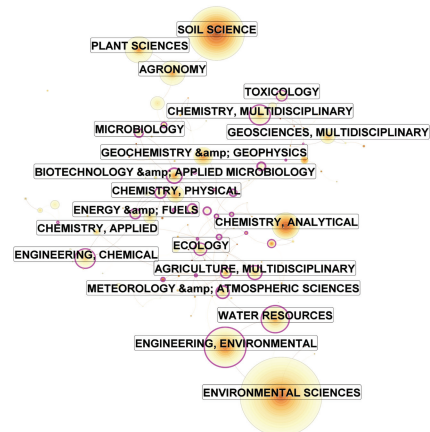 SOIL SCIENCE
PLANT SCIENCES
AGRONOMY
TOXICOLOGY
CHEMISTRY, MULTIDISCIPLINARY
MICROBIOLOGY
GEOSCIENCES, MULTIDISCIPLINARY
GEOCHEMISTRY &amp; GEOPHYSICS
BIOTECHNOLOGY &amp; APPLIED MICROBIOLOGY
CHEMISTRY, PHYSICAL
ENERGY &amp; FUELS
CHEMISTRY, ANALYTICAL
CHEMISTRY, APPLIED
ECOLOGY
ENGINEERING, CHEMICAL
AGRICULTURE, MULTIDISCIPLINARY
METEOROLOGY &amp; ATMOSPHERIC SCIENCES
WATER RESOURCES
ENGINEERING, ENVIRONMENTAL
ENVIRONMENTAL SCIENCES